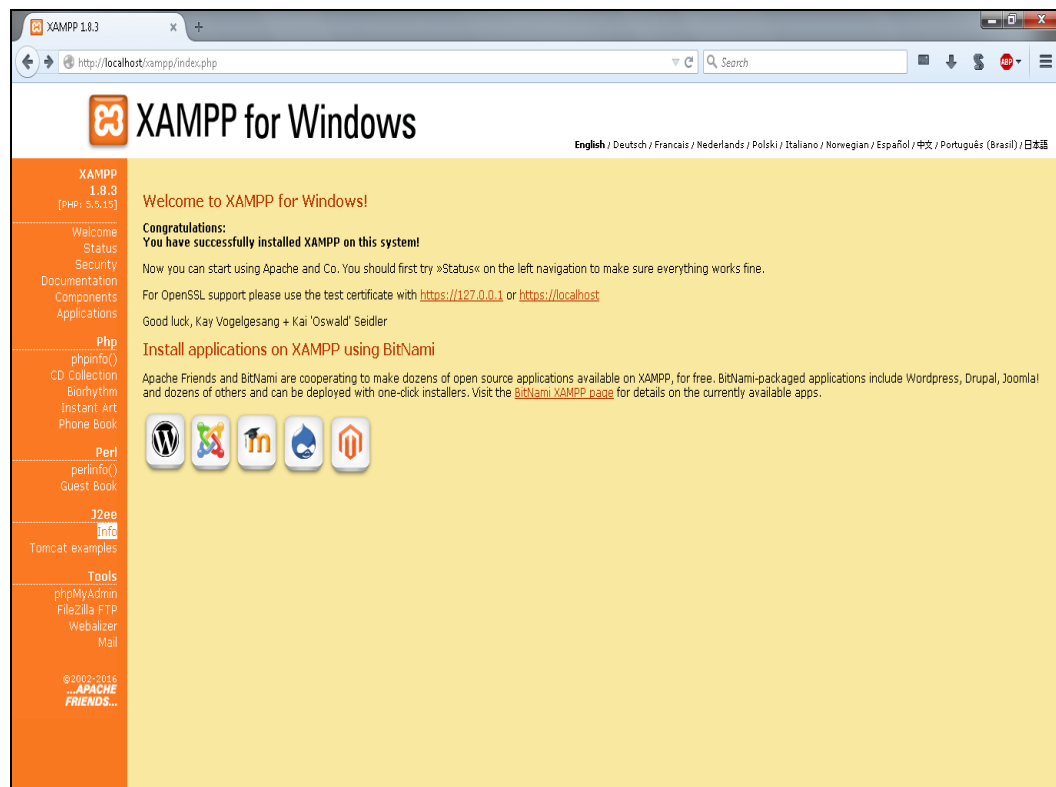 XAMPP 1.8.3
http://localhost/xampp/index.php
Search
ABP
XAMPP for Windows
English / Deutsch / Francais / Nederlands / Polski / Italiano / Norwegian / Español / 中文 / Português (Brasil) / 日本語
XAMPP
1.8.3
[PHP: 5.5.15]
Welcome
Status
Security
Documentation
Components
Applications
Php
phpinfo()
CD Collection
Biorhythm
Instant Art
Phone Book
Perl
perlinfo()
Guest Book
J2ee
Info
Tomcat examples
Tools
phpMyAdmin
FileZilla FTP
Webalizer
Mail
©2002-2016
...APACHE
FRIENDS...
Welcome to XAMPP for Windows!
Congratulations:
You have successfully installed XAMPP on this system!
Now you can start using Apache and Co. You should first try »Status« on the left navigation to make sure everything works fine.
For OpenSSL support please use the test certificate with https://127.0.0.1 or https://localhost
Good luck, Kay Vogelgesang + Kai 'Oswald' Seidler
Install applications on XAMPP using BitNami
Apache Friends and BitNami are cooperating to make dozens of open source applications available on XAMPP, for free. BitNami-packaged applications include Wordpress, Drupal, Joomla!
and dozens of others and can be deployed with one-click installers. Visit the BitNami XAMPP page for details on the currently available apps.